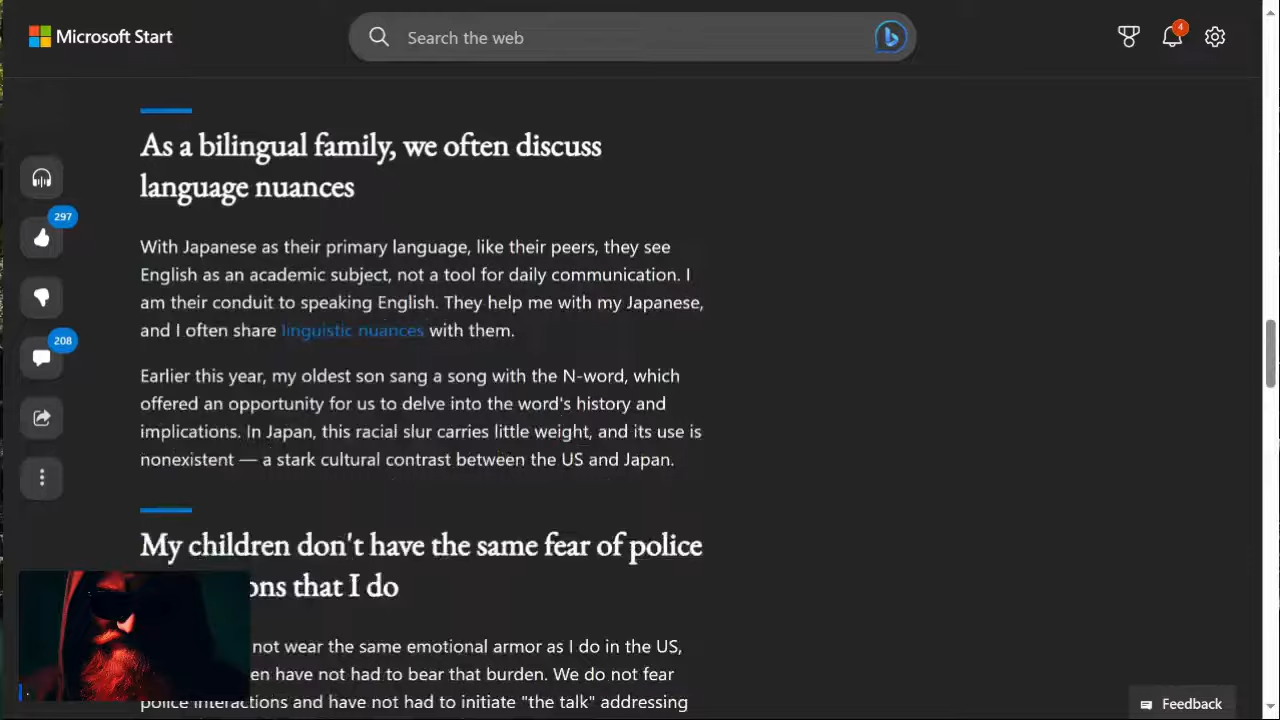 Microsoft Start
Search the web
4
As a bilingual family, we often discuss
language nuances
297
With Japanese as their primary language, like their peers, they see
English as an academic subject, not a tool for daily communication. I
am their conduit to speaking English. They help me with my Japanese,
and I often share linguistic nuances with them.
208
Earlier this year, my oldest son sang a song with the N-word, which
offered an opportunity for us to delve into the word's history and
implications. In Japan, this racial slur carries little weight, and its use is
nonexistent — a stark cultural contrast between the US and Japan.
My children don't have the same fear of police
ons that I do
not wear the same emotional armor as I do in the US,
en have not had to bear that burden. We do not fear
police interactions and have not had to initiate "the talk" addressing
Feedback